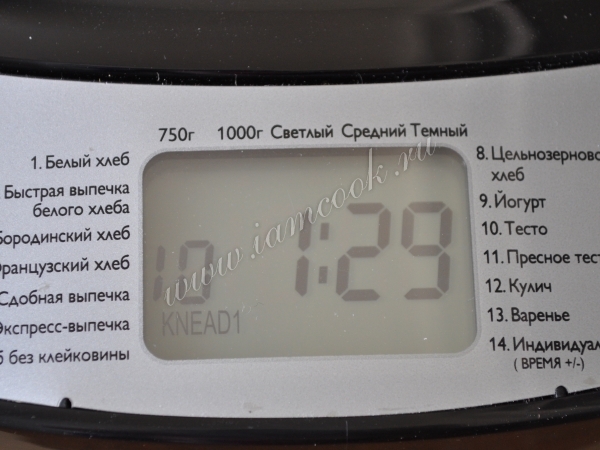 750г 1000г Светлый Средний Темный
1. Белый хлеб
Быстрая выпечка
белого хлеба
Бородинский хлеб
Французский хлеб
Сдобная выпечка
Экспресс-выпечка
без клейковины
10 1:29
KNEAD1
www.iamcook.ru
8. Цельнозерново
хлеб
9. Йогурт
10. Тесто
11. Пресное тест
12. Кулич
13. Варенье
14. Индивидуал
( ВРЕМЯ +/-)